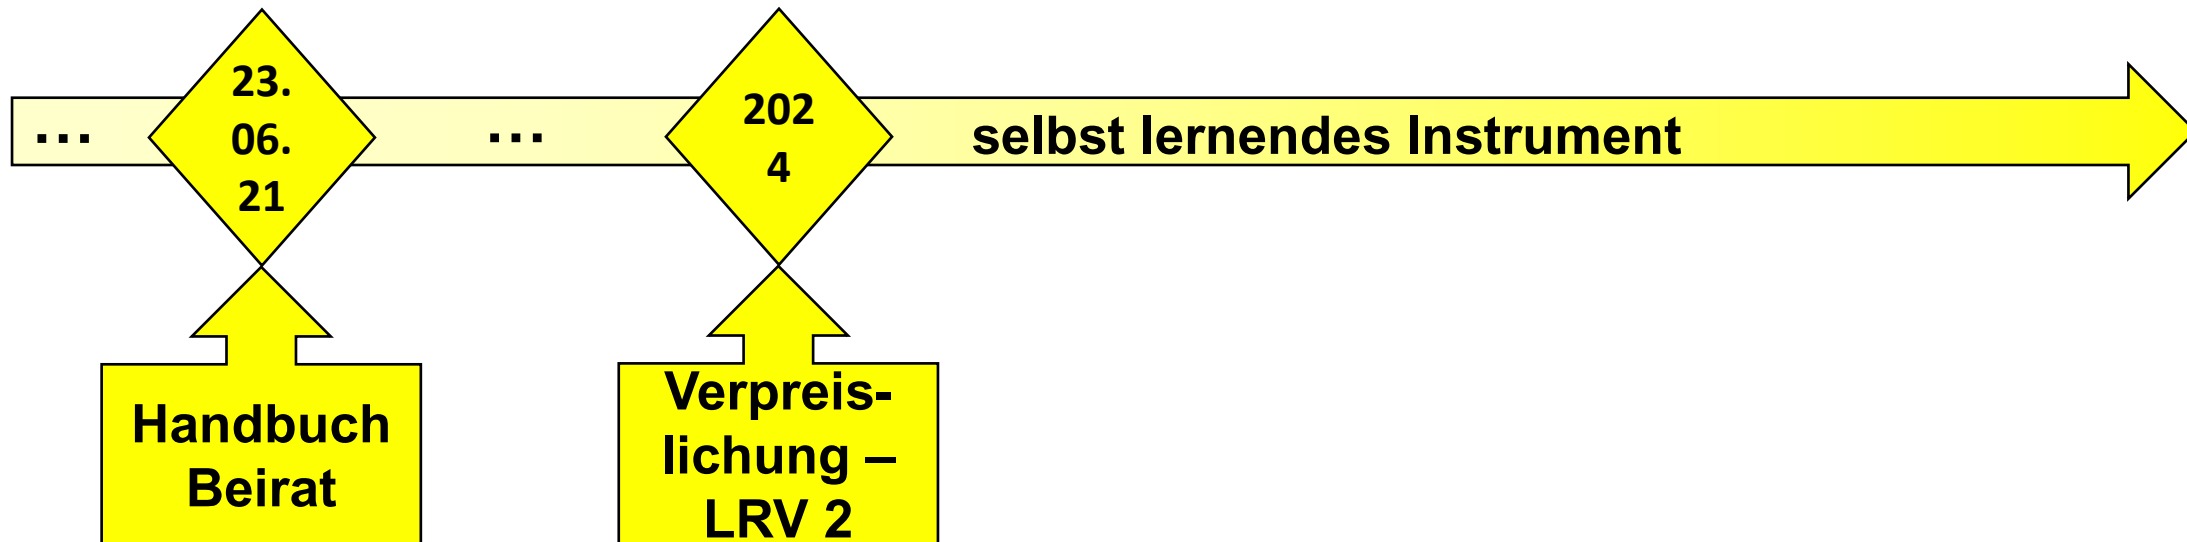 ...
23.
06.
21
...
202
4
selbst lernendes Instrument
Handbuch
Beirat
Verpreis-
lichung –
LRV 2